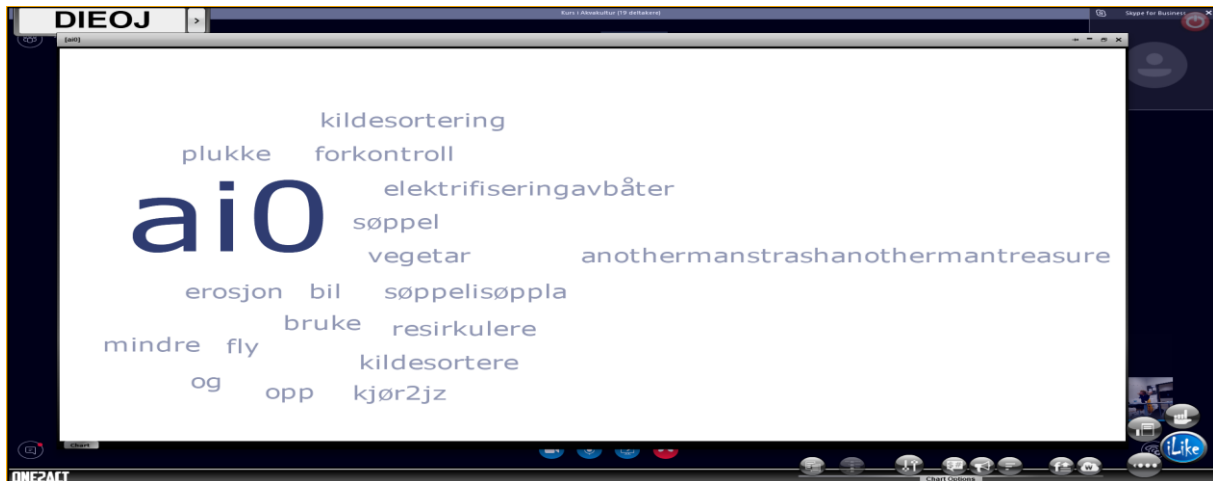 DIEOJ >
Kurs i Akvakultur (19 deltakere)
Skype for Business
[ai0]
kildesortering
plukke forkontroll
elektrifiseringavbåter
ai0
søppel
vegetar anothermanstrashanothermantreasure
erosjon bil søppelisøppla
bruke resirkulere
mindre fly
kildesortere
og opp kjør2jz
Chart
iLike
W
ONE2ACT
Chart Options